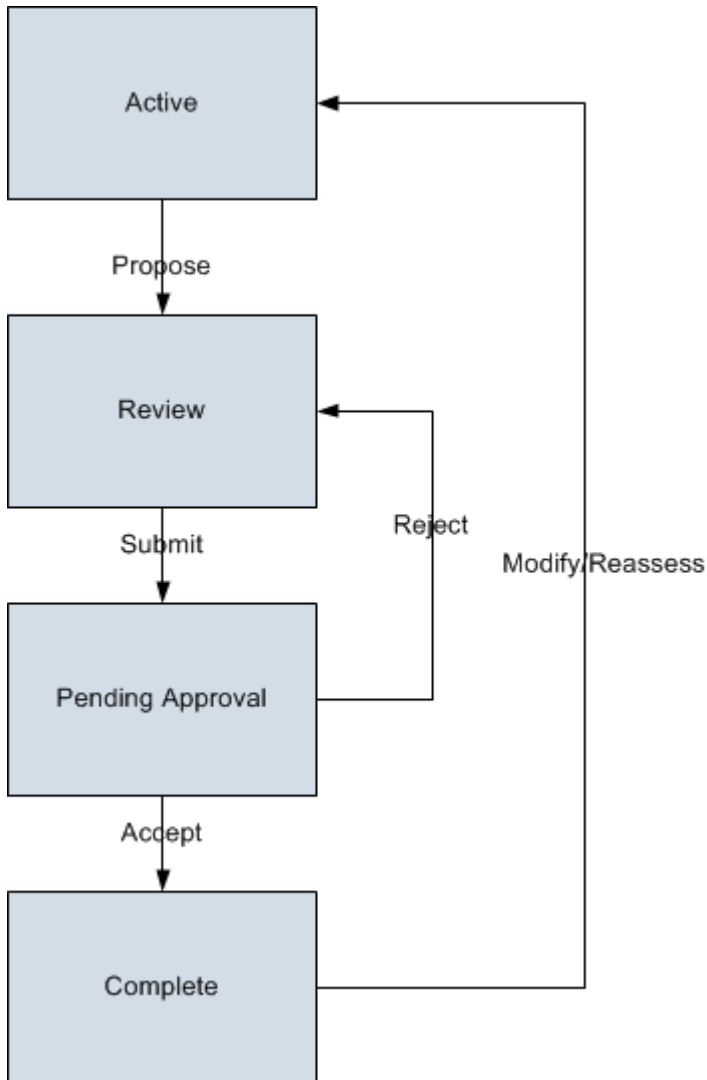 Active
Propose
Review
Reject
Submit
Modify/Reassess
Pending Approval
Accept
Complete